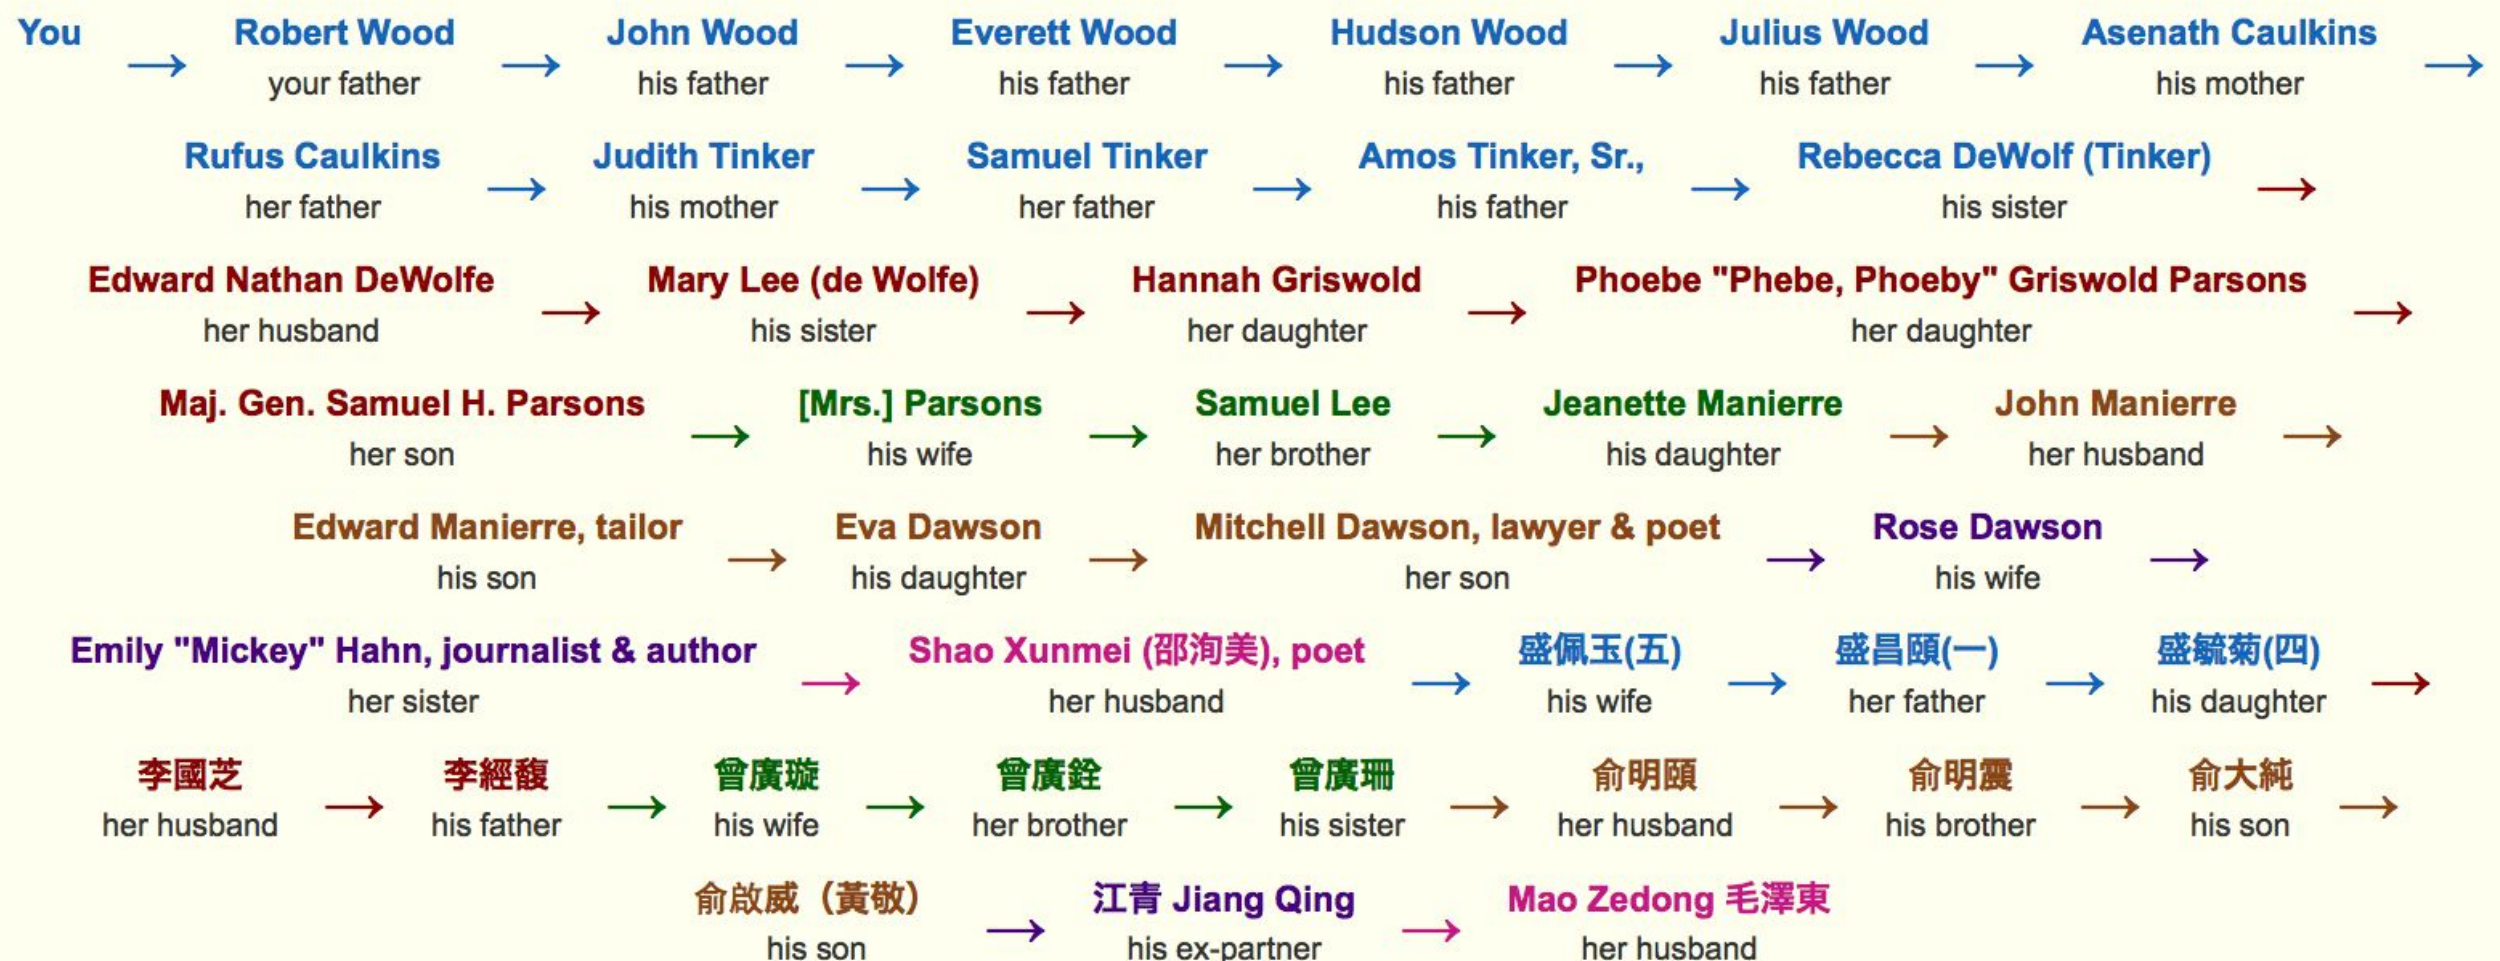 You → Robert Wood → John Wood → Everett Wood → Hudson Wood → Julius Wood → Asenath Caulkins →
your father his father his father his father his father his mother
Rufus Caulkins → Judith Tinker → Samuel Tinker → Amos Tinker, Sr., → Rebecca DeWolf (Tinker) →
her father his mother her father his father his sister
Edward Nathan DeWolfe → Mary Lee (de Wolfe) → Hannah Griswold → Phoebe "Phebe, Phoeby" Griswold Parsons →
her husband his sister her daughter her daughter
Maj. Gen. Samuel H. Parsons → [Mrs.] Parsons → Samuel Lee → Jeanette Manierre → John Manierre →
her son his wife her brother his daughter her husband
Edward Manierre, tailor → Eva Dawson → Mitchell Dawson, lawyer & poet → Rose Dawson →
his son his daughter her son his wife
Emily "Mickey" Hahn, journalist & author → Shao Xunmei (邵洵美), poet → 盛佩玉(五) → 盛昌頤(一) → 盛毓菊(四) →
her sister her husband his wife her father his daughter
李國芝 → 李經馥 → 曾廣璇 → 曾廣銓 → 曾廣珊 → 俞明頤 → 俞明震 → 俞大純 →
her husband his father his wife her brother his sister her husband his brother his son
俞啟威（黃敬） → 江青 Jiang Qing → Mao Zedong 毛澤東
his son his ex-partner her husband